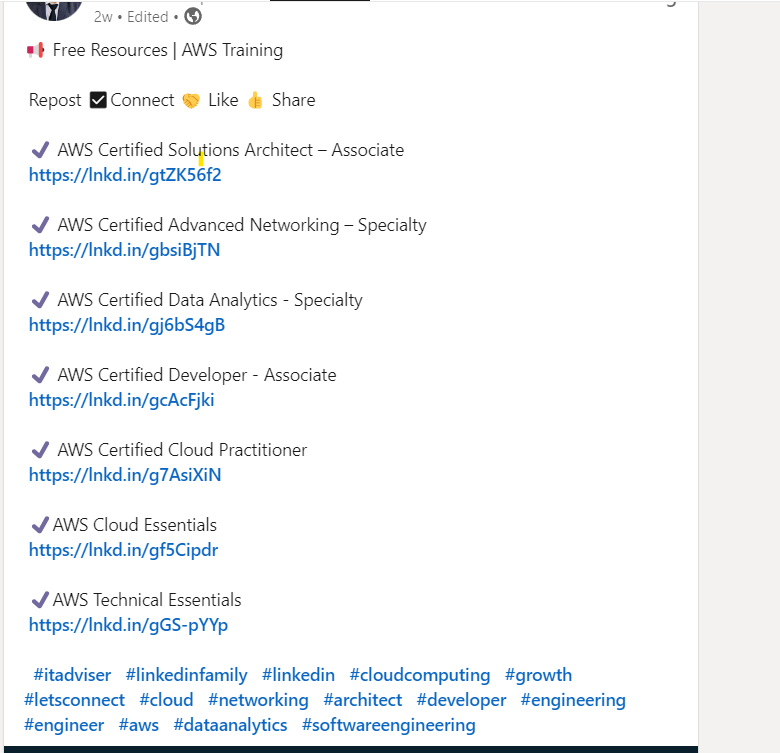 2w • Edited •
Free Resources | AWS Training
Repost Connect Like Share
AWS Certified Solutions Architect – Associate
https://lnkd.in/gtZK56f2
AWS Certified Advanced Networking – Specialty
https://lnkd.in/gbsiBjTN
AWS Certified Data Analytics - Specialty
https://lnkd.in/gj6bS4gB
AWS Certified Developer - Associate
https://lnkd.in/gcAcFjki
AWS Certified Cloud Practitioner
https://lnkd.in/g7AsiXiN
AWS Cloud Essentials
https://lnkd.in/gf5Cipdr
AWS Technical Essentials
https://lnkd.in/gGS-pYYp
#itadviser #linkedinfamily #linkedin #cloudcomputing #growth
#letsconnect #cloud #networking #architect #developer #engineering
#engineer #aws #dataanalytics #softwareengineering